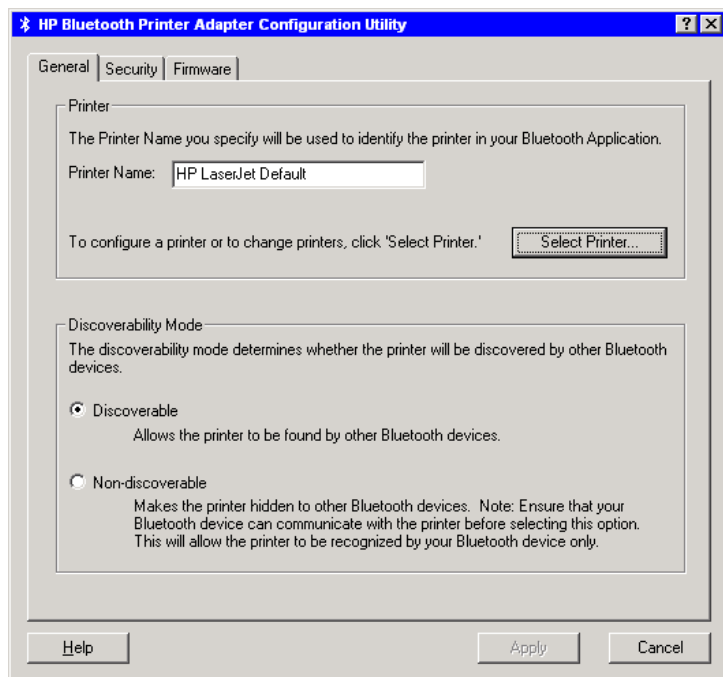 HP Bluetooth Printer Adapter Configuration Utility
General Security Firmware
Printer
The Printer Name you specify will be used to identify the printer in your Bluetooth Application.
Printer Name: HP LaserJet Default
To configure a printer or to change printers, click 'Select Printer.' Select Printer...
Discoverability Mode
The discoverability mode determines whether the printer will be discovered by other Bluetooth
devices.
Discoverable
Allows the printer to be found by other Bluetooth devices.
Non-discoverable
Makes the printer hidden to other Bluetooth devices. Note: Ensure that your
Bluetooth device can communicate with the printer before selecting this option.
This will allow the printer to be recognized by your Bluetooth device only.
Help Apply Cancel